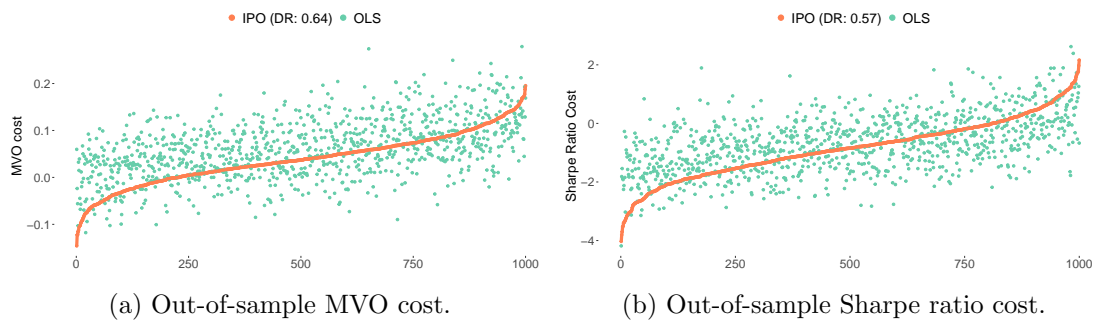 IPO (DR: 0.64) OLS
MVO cost
0.2
0.1
0.0
−0.1
0 250 500 750 1000
(a) Out-of-sample MVO cost.
IPO (DR: 0.57) OLS
Sharpe Ratio Cost
2
0
−2
−4
0 250 500 750 1000
(b) Out-of-sample Sharpe ratio cost.